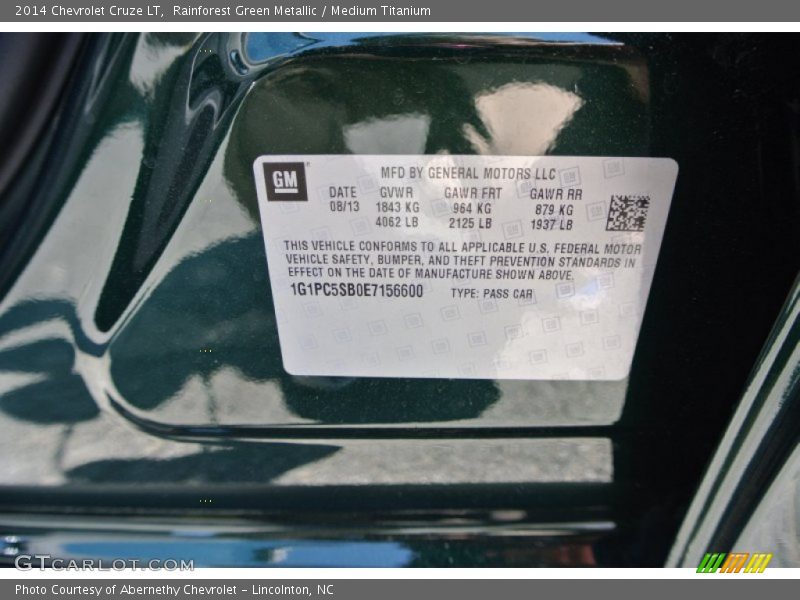 2014 Chevrolet Cruze LT, Rainforest Green Metallic / Medium Titanium
GM
MFD BY GENERAL MOTORS LLC
DATE GVWR GAWR FRT GAWR RR
08/13 1843 KG 964 KG 879 KG
4062 LB 2125 LB 1937 LB
THIS VEHICLE CONFORMS TO ALL APPLICABLE U.S. FEDERAL MOTOR
VEHICLE SAFETY, BUMPER, AND THEFT PREVENTION STANDARDS IN
EFFECT ON THE DATE OF MANUFACTURE SHOWN ABOVE.
1G1PC5SB0E7156600 TYPE: PASS CAR
GTCARLOT.COM
Photo Courtesy of Abernethy Chevrolet – Lincolnton, NC